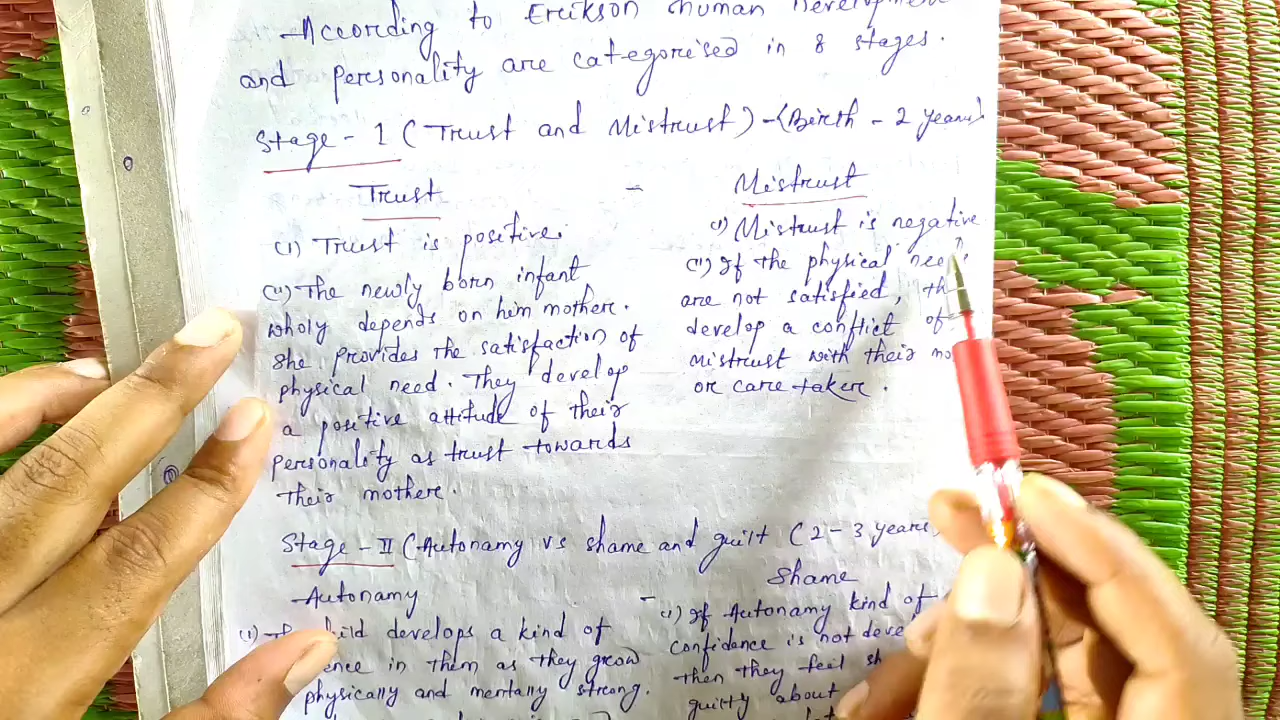 -According to Erikson human Development
and personality are categorised in 8 stages.
Stage - 1 (Trust and Mistrust) - (Birth - 2 years)
Trust - Mistrust
(i) Trust is positive.
(ii) The newly born infant
wholy depends on him mother.
She provides the satisfaction of
physical need. They develop
a positive attitude of their
personality as trust towards
their mother.
(i) Mistrust is negative
(ii) If the physical need
are not satisfied,
develop a conflict of
mistrust with their
or care taker.
Stage - II (Autonamy vs shame and guilt (2 - 3 years)
-Autonamy - Shame
(i) develops a kind of
in them as they grow
physically and mentally strong.
(i) If Autonamy kind of
confidence is not
then they feel
guilty about